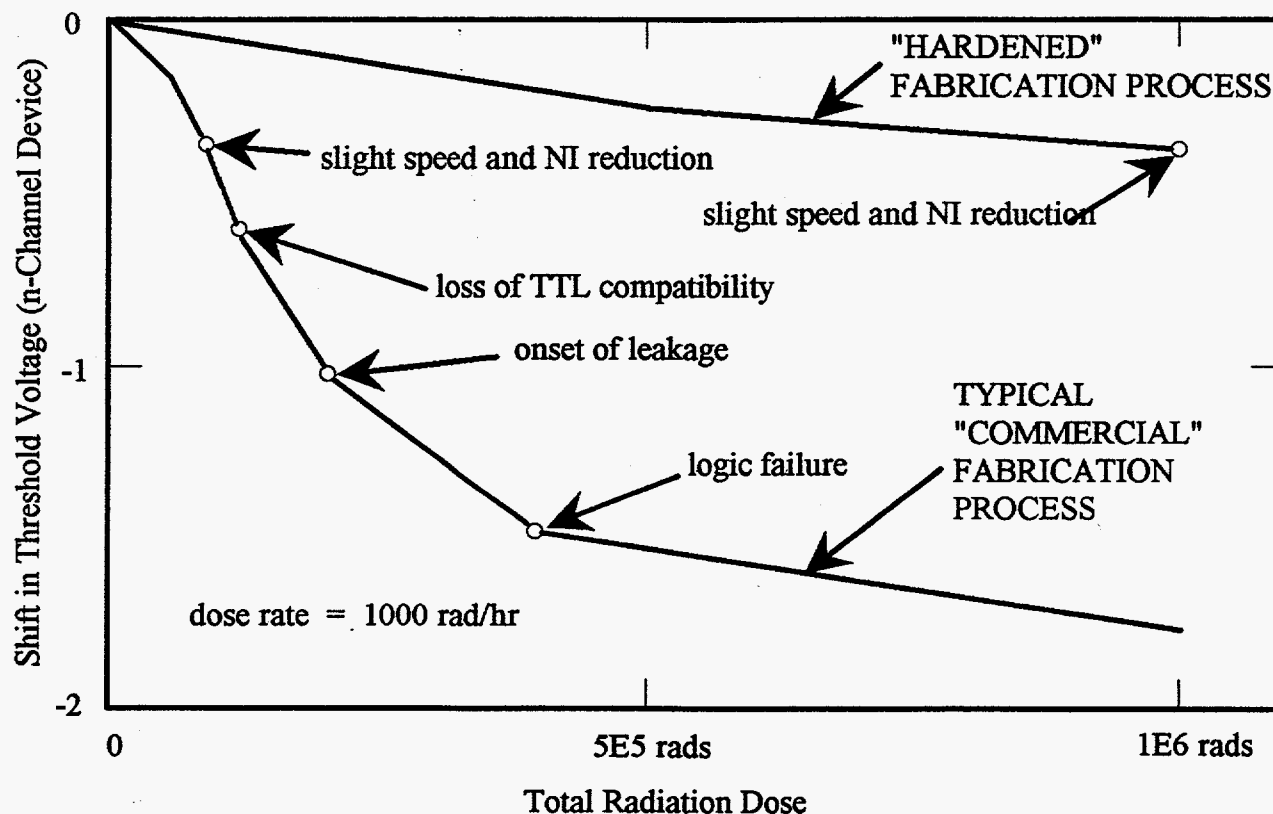 0
"HARDENED"
FABRICATION PROCESS
slight speed and NI reduction
slight speed and NI reduction
loss of TTL compatibility
onset of leakage
-1
TYPICAL
"COMMERCIAL"
FABRICATION
PROCESS
logic failure
dose rate = 1000 rad/hr
-2
0
5E5 rads
1E6 rads
Total Radiation Dose
Shift in Threshold Voltage (n-Channel Device)